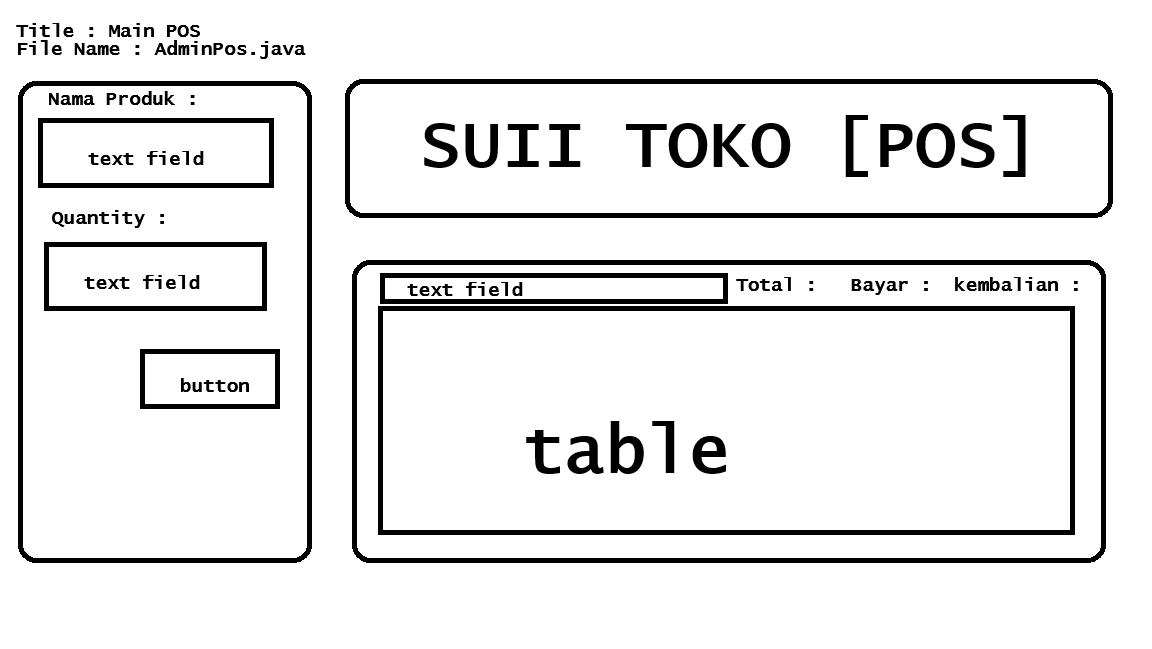 Title : Main POS
File Name : AdminPos.java
Nama Produk :
text field
Quantity :
text field
button
SUII TOKO [POS]
text field Total : Bayar : kembalian :
table